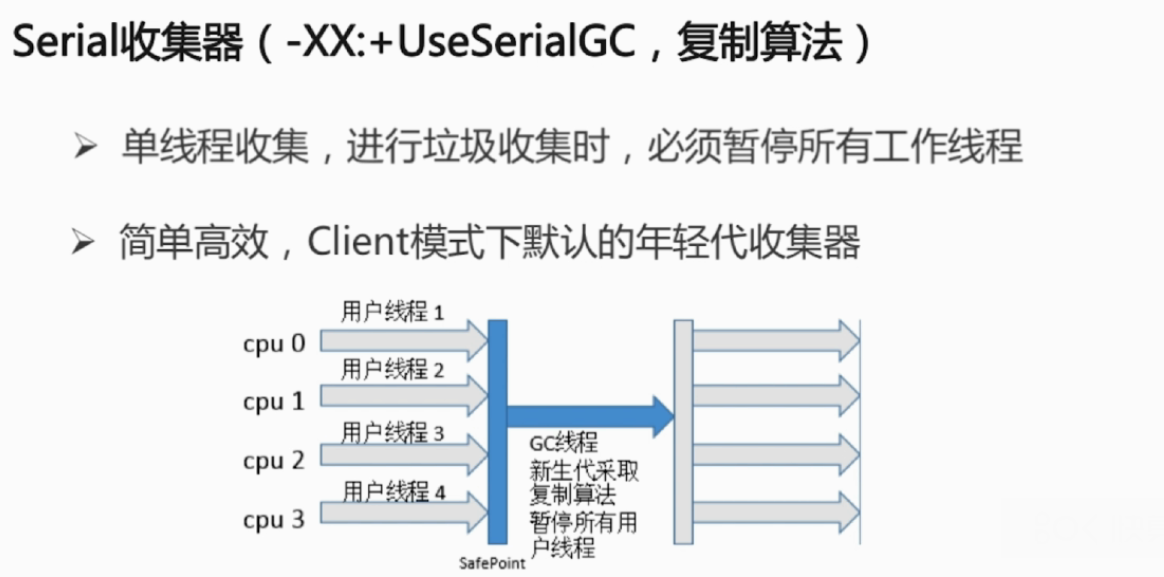 Serial收集器（-XX:+UseSerialGC，复制算法）
单线程收集，进行垃圾收集时，必须暂停所有工作线程
简单高效，Client模式下默认的年轻代收集器
用户线程 1
cpu 0
用户线程 2
cpu 1
用户线程 3
cpu 2
用户线程 4
cpu 3
GC线程
新生代采取
复制算法
暂停所有用
户线程
SafePoint